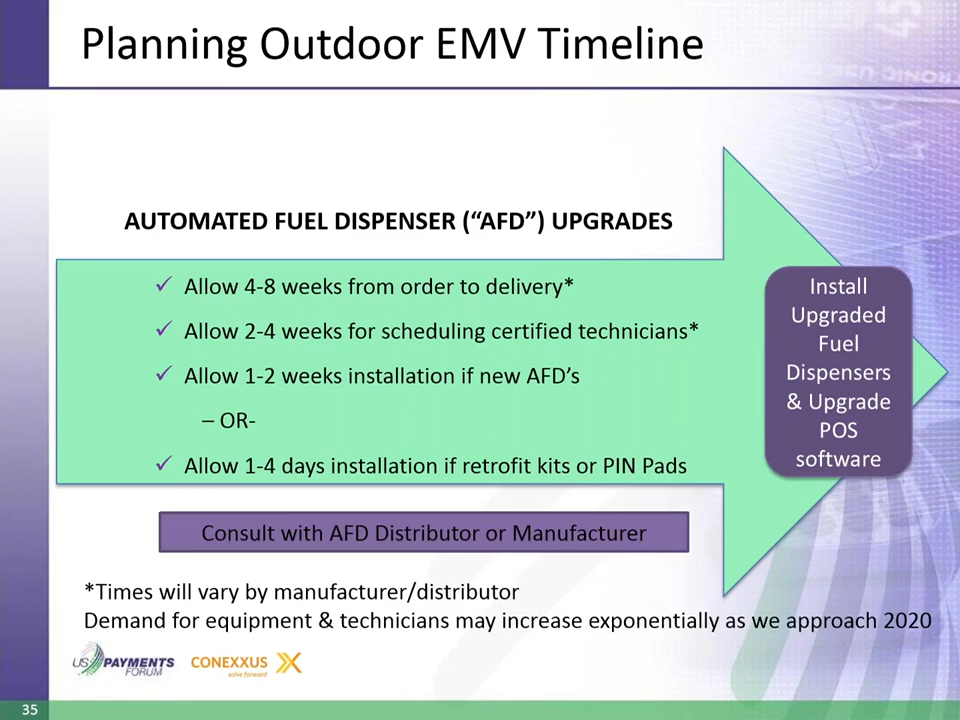 Planning Outdoor EMV Timeline
AUTOMATED FUEL DISPENSER (“AFD”) UPGRADES
✓ Allow 4-8 weeks from order to delivery*
✓ Allow 2-4 weeks for scheduling certified technicians*
✓ Allow 1-2 weeks installation if new AFD’s
– OR-
✓ Allow 1-4 days installation if retrofit kits or PIN Pads
Install
Upgraded
Fuel
Dispensers
& Upgrade
POS
software
Consult with AFD Distributor or Manufacturer
*Times will vary by manufacturer/distributor
Demand for equipment & technicians may increase exponentially as we approach 2020
US PAYMENTS
FORUM
CONEXXUS
solve forward
35